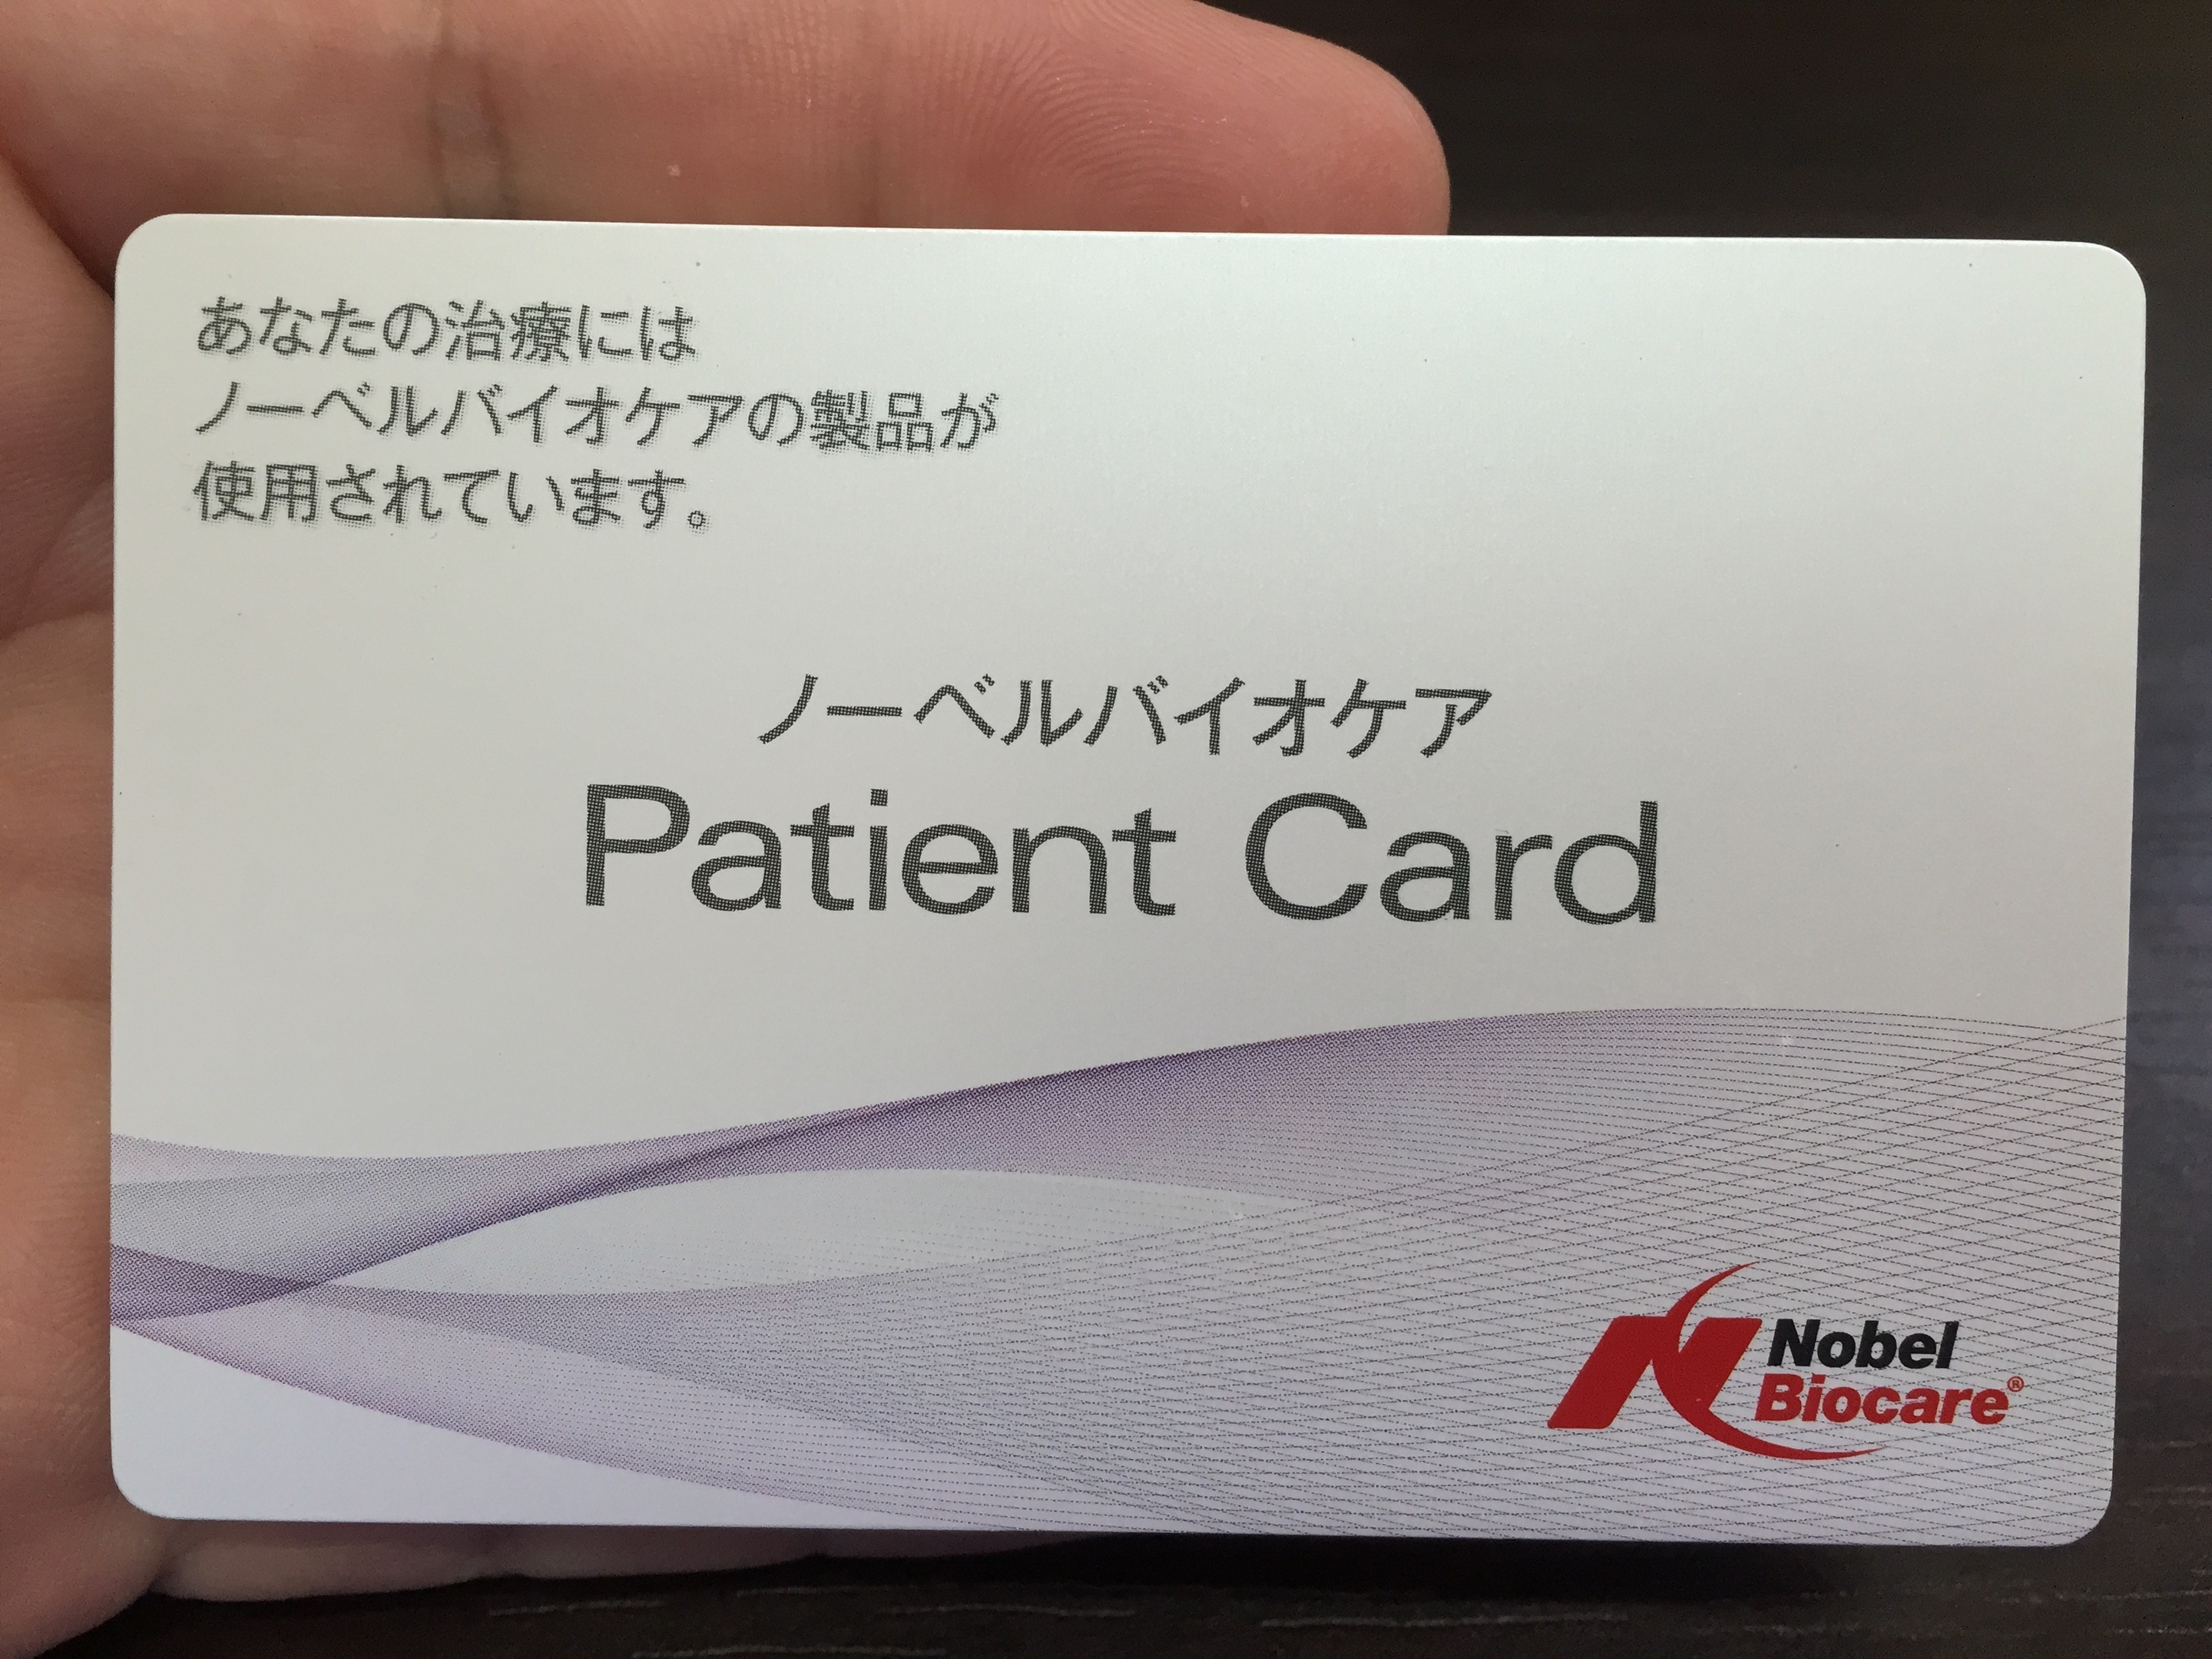 あなたの治療には
ノーベルバイオケアの製品が
使用されています。
ノーベルバイオケア
Patient Card
Nobel
Biocare®